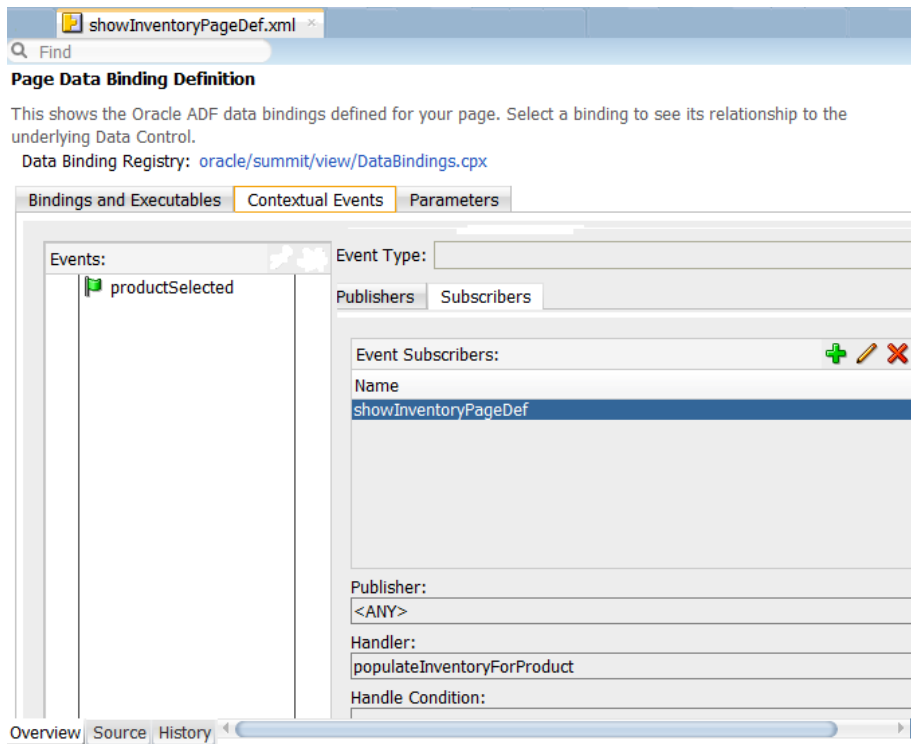 showInventoryPageDef.xml
Find
Page Data Binding Definition
This shows the Oracle ADF data bindings defined for your page. Select a binding to see its relationship to the
underlying Data Control.
Data Binding Registry: oracle/summit/view/DataBindings.cpx
Bindings and Executables Contextual Events Parameters
Events:
productSelected
Event Type:
Publishers Subscribers
Event Subscribers:
Name
showInventoryPageDef
Publisher:
<ANY>
Handler:
populateInventoryForProduct
Handle Condition:
Overview Source History